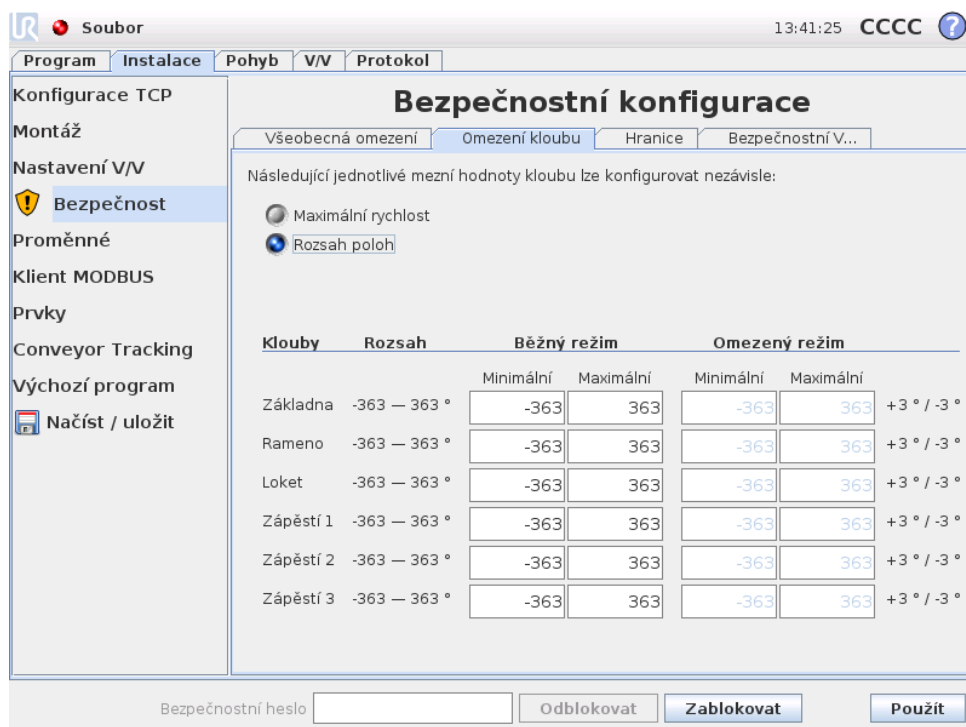 UR Soubor 13:41:25 CCCC ?
Program Instalace Pohyb V/V Protokol
Konfigurace TCP
Montáž
Nastavení V/V
Bezpečnost
Proměnné
Klient MODBUS
Prvky
Conveyor Tracking
Výchozí program
Načíst / uložit
Bezpečnostní konfigurace
Všeobecná omezení Omezení kloubu Hranice Bezpečnostní V...
Následující jednotlivé mezní hodnoty kloubu lze konfigurovat nezávisle:
Maximální rychlost
Rozsah poloh
Klouby Rozsah Běžný režim Omezený režim
Minimální Maximální Minimální Maximální
Základna -363 — 363 ° -363 363 -363 363 +3 ° / -3 °
Rameno -363 — 363 ° -363 363 -363 363 +3 ° / -3 °
Loket -363 — 363 ° -363 363 -363 363 +3 ° / -3 °
Zápěstí 1 -363 — 363 ° -363 363 -363 363 +3 ° / -3 °
Zápěstí 2 -363 — 363 ° -363 363 -363 363 +3 ° / -3 °
Zápěstí 3 -363 — 363 ° -363 363 -363 363 +3 ° / -3 °
Bezpečnostní heslo Odblokovat Zablokovat Použít